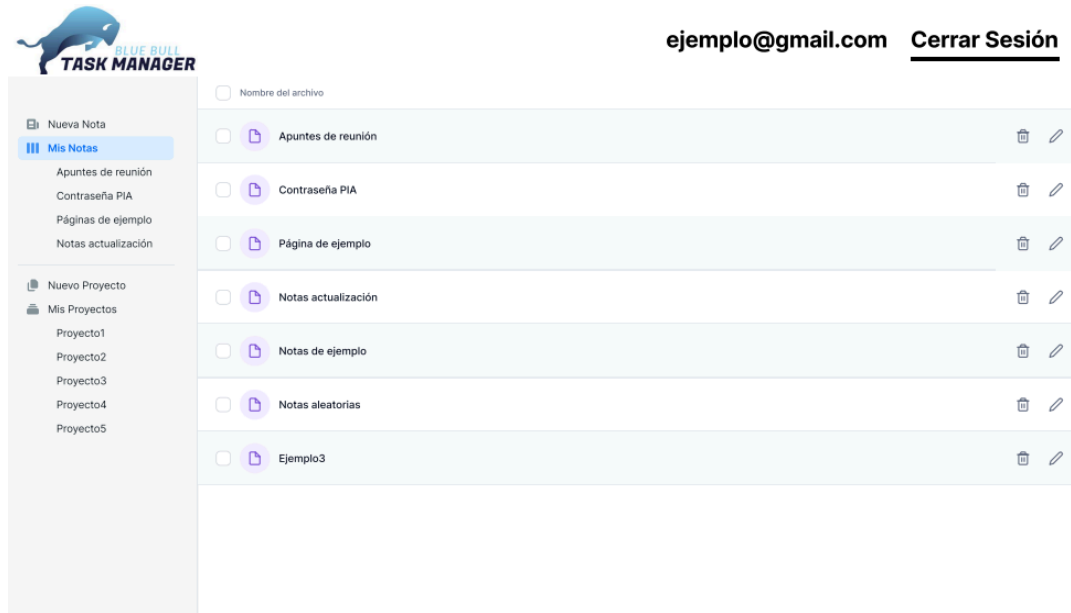 BLUE BULL
TASK MANAGER
ejemplo@gmail.com Cerrar Sesión
Nombre del archivo
Nueva Nota
Mis Notas
Apuntes de reunión
Contraseña PIA
Páginas de ejemplo
Notas actualización
Nuevo Proyecto
Mis Proyectos
Proyecto1
Proyecto2
Proyecto3
Proyecto4
Proyecto5
Apuntes de reunión
Contraseña PIA
Página de ejemplo
Notas actualización
Notas de ejemplo
Notas aleatorias
Ejemplo3